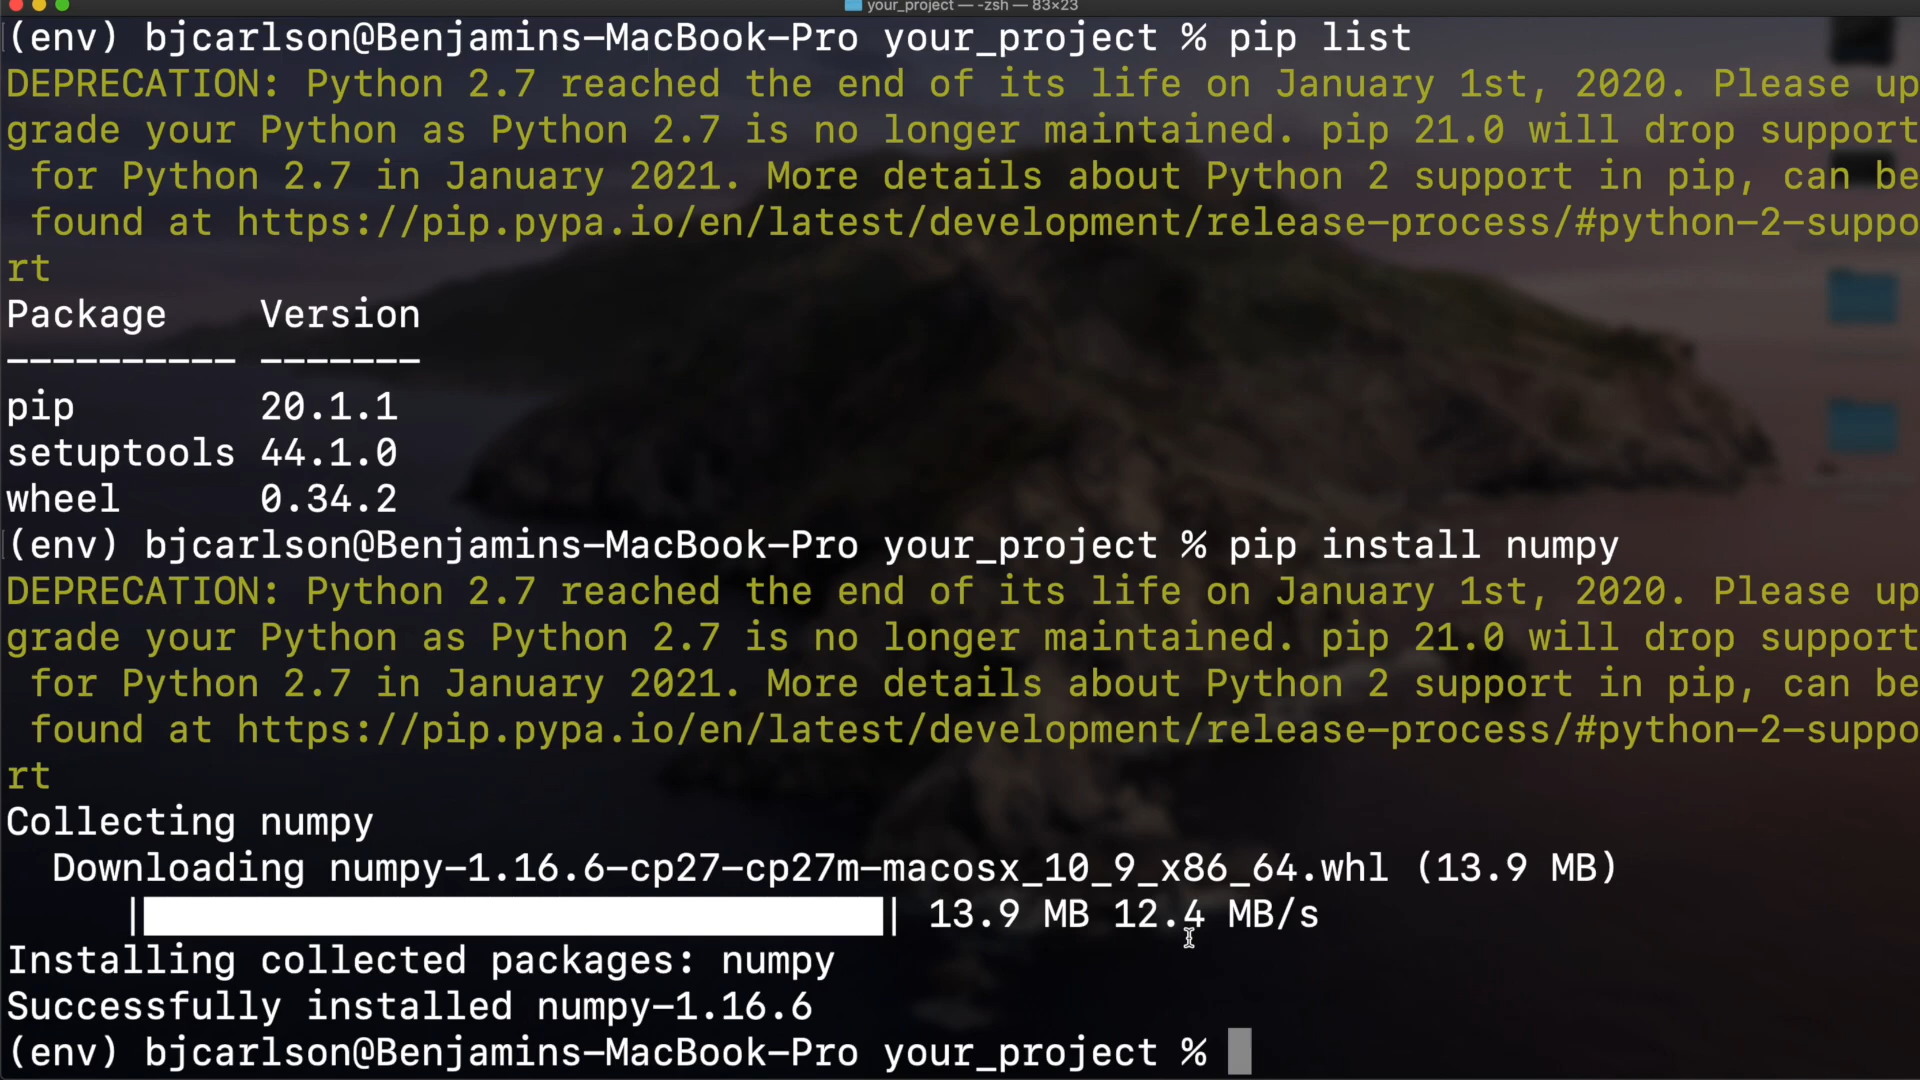 your_project — -zsh — 83×23
(env) bjcarlson@Benjamins-MacBook-Pro your_project % pip list
DEPRECATION: Python 2.7 reached the end of its life on January 1st, 2020. Please up
grade your Python as Python 2.7 is no longer maintained. pip 21.0 will drop support
 for Python 2.7 in January 2021. More details about Python 2 support in pip, can be
 found at https://pip.pypa.io/en/latest/development/release-process/#python-2-suppo
rt
Package    Version
---------- -------
pip        20.1.1
setuptools 44.1.0
wheel      0.34.2
(env) bjcarlson@Benjamins-MacBook-Pro your_project % pip install numpy
DEPRECATION: Python 2.7 reached the end of its life on January 1st, 2020. Please up
grade your Python as Python 2.7 is no longer maintained. pip 21.0 will drop support
 for Python 2.7 in January 2021. More details about Python 2 support in pip, can be
 found at https://pip.pypa.io/en/latest/development/release-process/#python-2-suppo
rt
Collecting numpy
  Downloading numpy-1.16.6-cp27-cp27m-macosx_10_9_x86_64.whl (13.9 MB)
     |████████████████████████████████| 13.9 MB 12.4 MB/s
Installing collected packages: numpy
Successfully installed numpy-1.16.6
(env) bjcarlson@Benjamins-MacBook-Pro your_project %